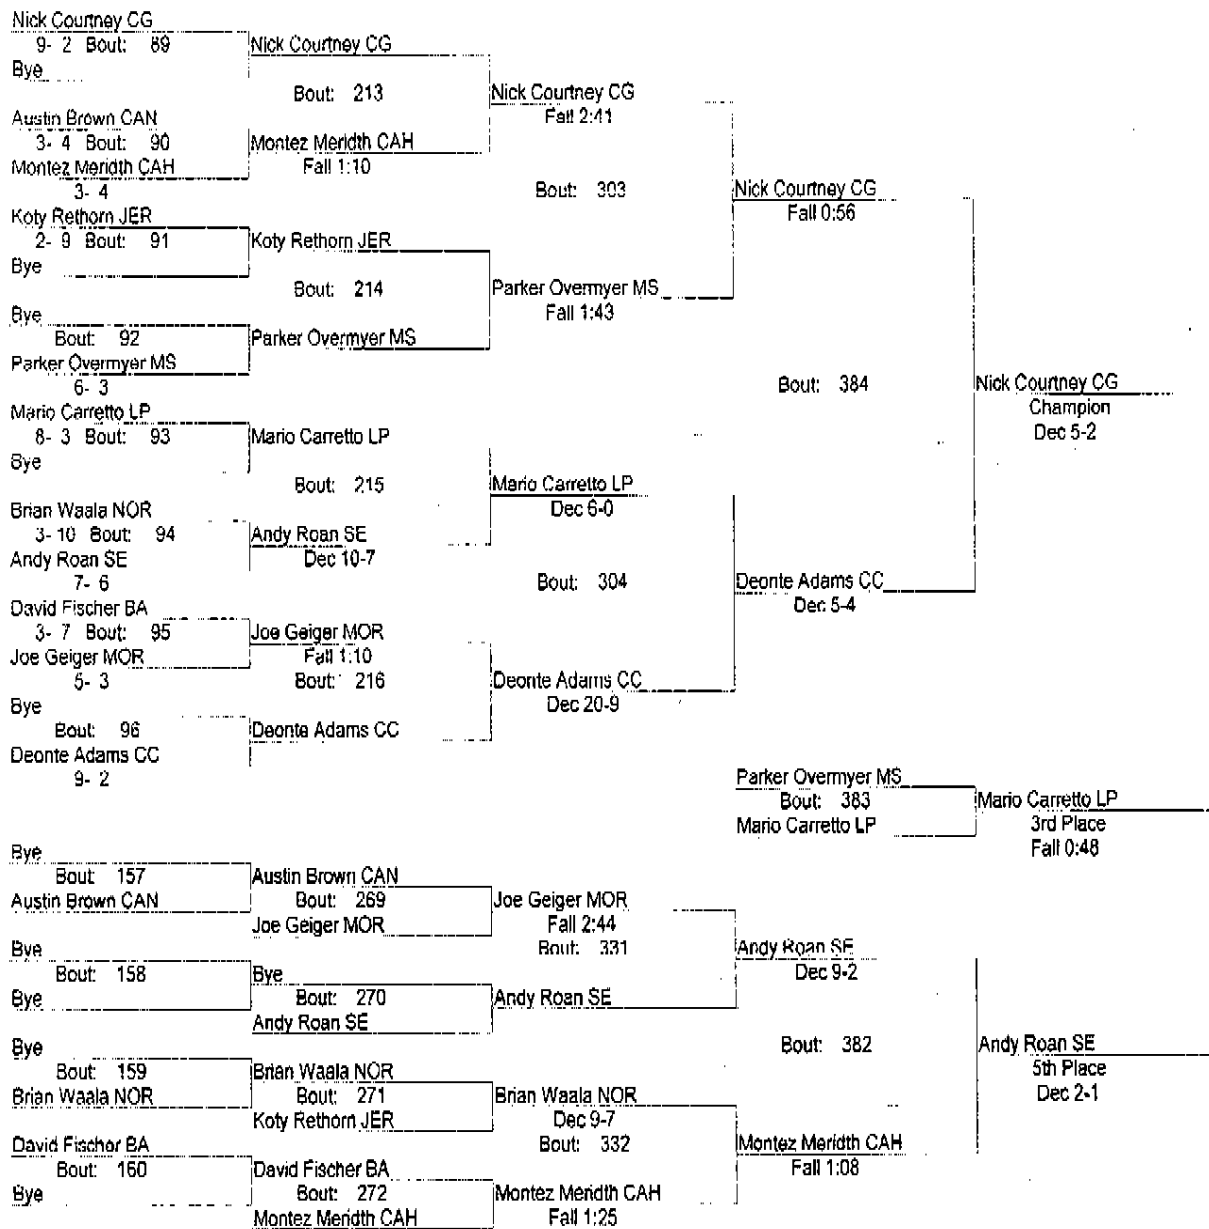 Nick Courtney CG
9- 2 Bout: 89
Bye
Nick Courtney CG
Bout: 213
Austin Brown CAN
3- 4 Bout: 90
Montez Meridth CAH
3- 4
Montez Meridth CAH
Fall 1:10
Nick Courtney CG
Fall 2:41
Koty Rethorn JER
2- 9 Bout: 91
Bye
Koty Rethorn JER
Bout: 214
Bye
Bout: 92
Parker Overmyer MS
6- 3
Parker Overmyer MS
Parker Overmyer MS
Fall 1:43
Bout: 303
Nick Courtney CG
Fall 0:56
Mario Carretto LP
8- 3 Bout: 93
Bye
Mario Carretto LP
Bout: 215
Brian Waala NOR
3- 10 Bout: 94
Andy Roan SE
7- 6
Andy Roan SE
Dec 10-7
Mario Carretto LP
Dec 6-0
David Fischer BA
3- 7 Bout: 95
Joe Geiger MOR
5- 3
Joe Geiger MOR
Fall 1:10
Bout: 216
Bye
Bout: 96
Deonte Adams CC
9- 2
Deonte Adams CC
Deonte Adams CC
Dec 20-9
Bout: 304
Deonte Adams CC
Dec 5-4
Bout: 384
Nick Courtney CG
Champion
Dec 5-2
Parker Overmyer MS
Bout: 383
Mario Carretto LP
Mario Carretto LP
3rd Place
Fall 0:48
Bye
Bout: 157
Austin Brown CAN
Austin Brown CAN
Bout: 269
Joe Geiger MOR
Joe Geiger MOR
Fall 2:44
Bout: 331
Bye
Bout: 158
Bye
Bye
Bout: 270
Andy Roan SE
Andy Roan SE
Andy Roan SE
Dec 9-2
Bye
Bout: 159
Brian Waala NOR
Brian Waala NOR
Bout: 271
Koty Rethorn JER
Brian Waala NOR
Dec 9-7
Bout: 332
David Fischer BA
Bout: 160
Bye
David Fischer BA
Bout: 272
Montez Meridth CAH
Montez Meridth CAH
Fall 1:25
Montez Meridth CAH
Fall 1:08
Bout: 382
Andy Roan SE
5th Place
Dec 2-1